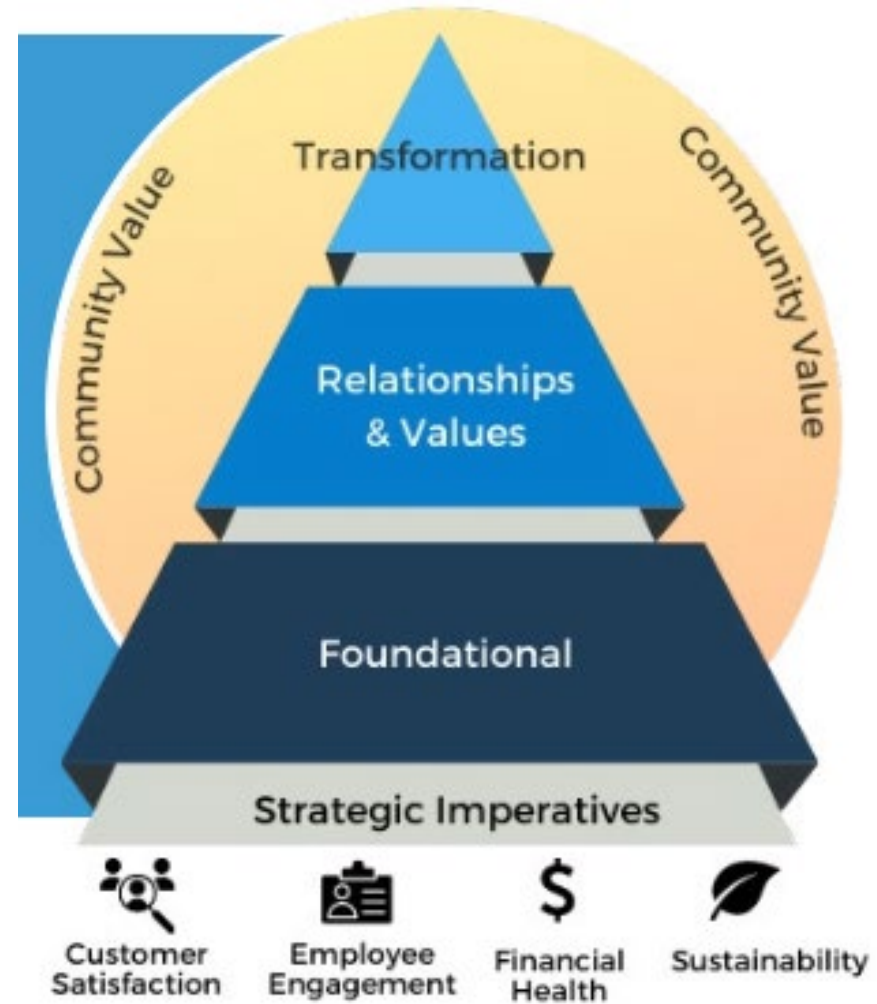 Transformation
Community Value
Community Value
Relationships
& Values
Foundational
Strategic Imperatives
Customer
Satisfaction
Employee
Engagement
$
Financial
Health
Sustainability